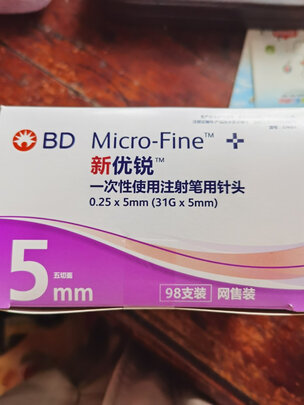 BD Micro-Fine™ +
新优锐™
一次性使用注射笔用针头
0.25 x 5mm (31G x 5mm)
五切面
5mm
98支装 网售装